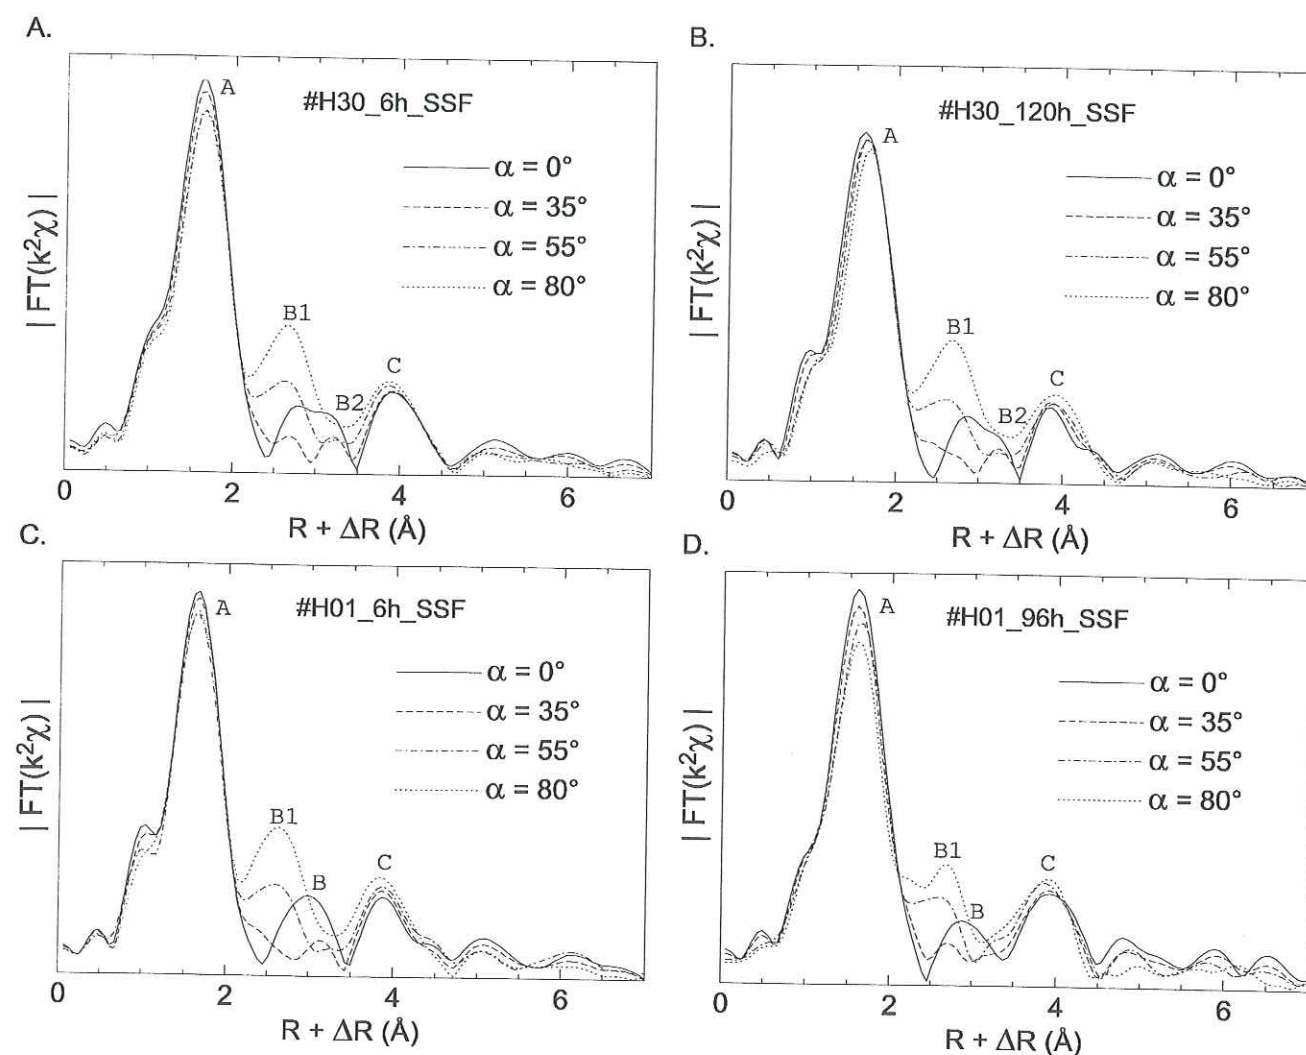 A.
A
#H30_6h_SSF
α = 0°
α = 35°
α = 55°
α = 80°
B1
B2
C
| FT(k²χ) |
0 2 4 6
R + ΔR (Å)
B.
A
#H30_120h_SSF
α = 0°
α = 35°
α = 55°
α = 80°
B1
B2
C
| FT(k²χ) |
0 2 4 6
R + ΔR (Å)
C.
A
#H01_6h_SSF
α = 0°
α = 35°
α = 55°
α = 80°
B1
B
C
| FT(k²χ) |
0 2 4 6
R + ΔR (Å)
D.
A
#H01_96h_SSF
α = 0°
α = 35°
α = 55°
α = 80°
B1
B
C
| FT(k²χ) |
0 2 4 6
R + ΔR (Å)